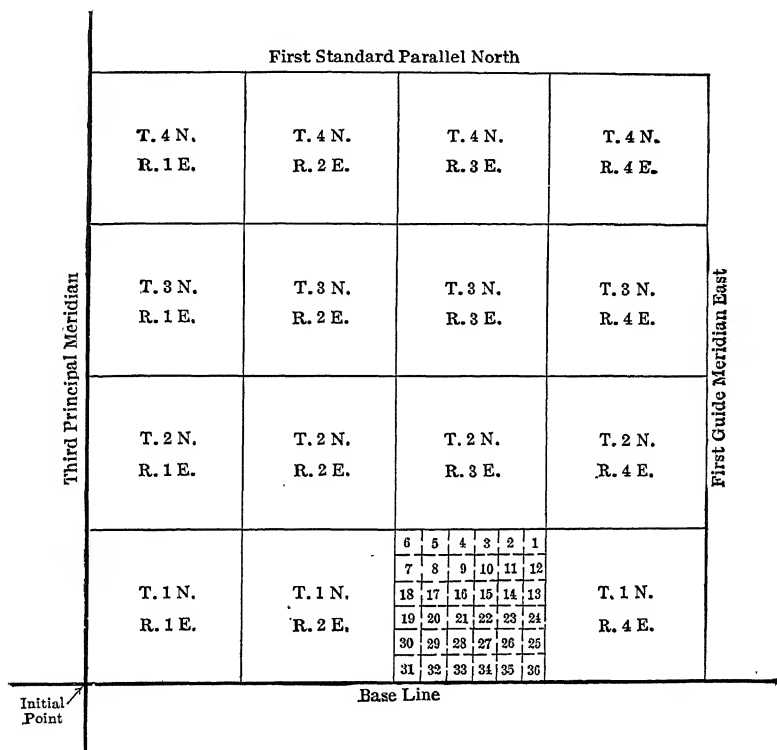 First Standard Parallel North
T. 4 N. T. 4 N. T. 4 N. T. 4 N.
R. 1 E. R. 2 E. R. 3 E. R. 4 E.
Third Principal Meridian
First Guide Meridian East
T. 3 N. T. 3 N. T. 3 N. T. 3 N.
R. 1 E. R. 2 E. R. 3 E. R. 4 E.
T. 2 N. T. 2 N. T. 2 N. T. 2 N.
R. 1 E. R. 2 E. R. 3 E. R. 4 E.
6 5 4 3 2 1
7 8 9 10 11 12
T. 1 N. T. 1 N. 18 17 16 15 14 13 T. 1 N.
R. 1 E. R. 2 E. 19 20 21 22 23 24 R. 4 E.
30 29 28 27 26 25
31 32 33 34 35 36
Initial Base Line
Point